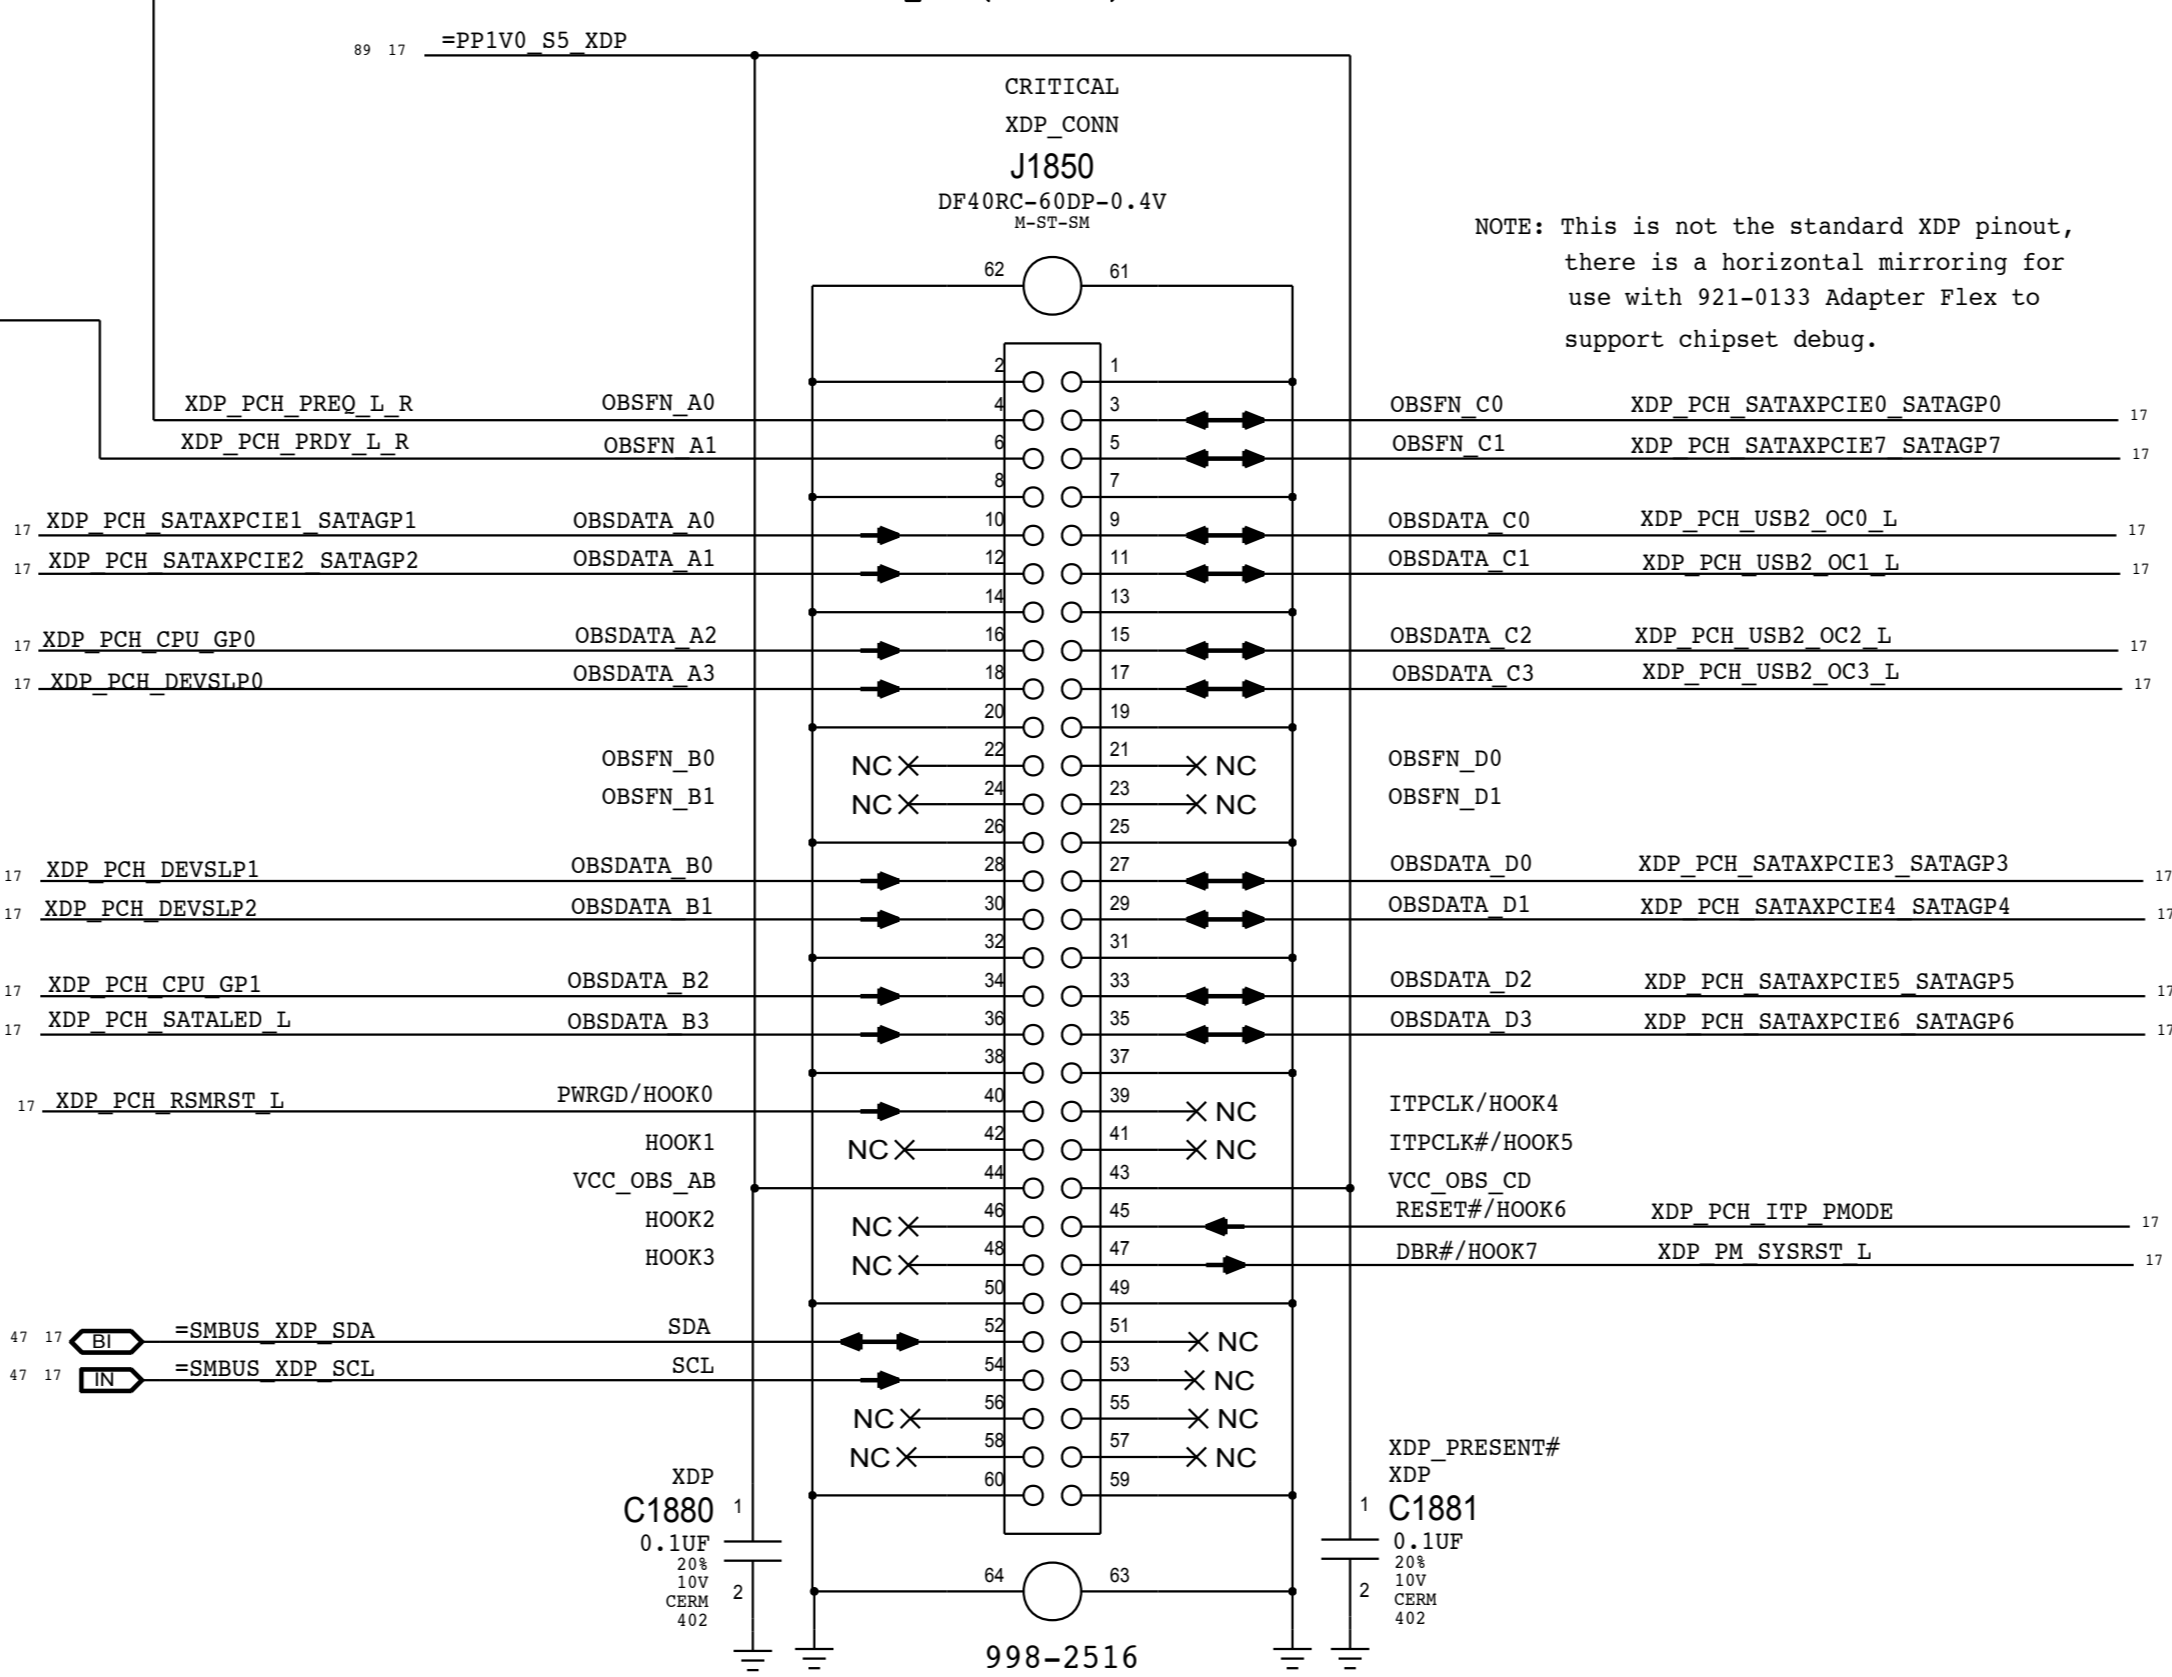 89 17 =PP1V0_S5_XDP
CRITICAL
XDP_CONN
J1850
DF40RC-60DP-0.4V
M-ST-SM
NOTE: This is not the standard XDP pinout,
there is a horizontal mirroring for
use with 921-0133 Adapter Flex to
support chipset debug.
62 61
2 1
XDP_PCH_PREQ_L_R OBSFN_A0 4 3 OBSFN_C0 XDP_PCH_SATAXPCIE0_SATAGP0 17
XDP_PCH_PRDY_L_R OBSFN_A1 6 5 OBSFN_C1 XDP_PCH_SATAXPCIE7_SATAGP7 17
8 7
17 XDP_PCH_SATAXPCIE1_SATAGP1 OBSDATA_A0 10 9 OBSDATA_C0 XDP_PCH_USB2_OC0_L 17
17 XDP_PCH_SATAXPCIE2_SATAGP2 OBSDATA_A1 12 11 OBSDATA_C1 XDP_PCH_USB2_OC1_L 17
14 13
17 XDP_PCH_CPU_GP0 OBSDATA_A2 16 15 OBSDATA_C2 XDP_PCH_USB2_OC2_L 17
17 XDP_PCH_DEVSLP0 OBSDATA_A3 18 17 OBSDATA_C3 XDP_PCH_USB2_OC3_L 17
20 19
OBSFN_B0 NC 22 21 NC OBSFN_D0
OBSFN_B1 NC 24 23 NC OBSFN_D1
26 25
17 XDP_PCH_DEVSLP1 OBSDATA_B0 28 27 OBSDATA_D0 XDP_PCH_SATAXPCIE3_SATAGP3 17
17 XDP_PCH_DEVSLP2 OBSDATA_B1 30 29 OBSDATA_D1 XDP_PCH_SATAXPCIE4_SATAGP4 17
32 31
17 XDP_PCH_CPU_GP1 OBSDATA_B2 34 33 OBSDATA_D2 XDP_PCH_SATAXPCIE5_SATAGP5 17
17 XDP_PCH_SATALED_L OBSDATA_B3 36 35 OBSDATA_D3 XDP_PCH_SATAXPCIE6_SATAGP6 17
38 37
17 XDP_PCH_RSMRST_L PWRGD/HOOK0 40 39 NC ITPCLK/HOOK4
HOOK1 NC 42 41 NC ITPCLK#/HOOK5
VCC_OBS_AB 44 43 VCC_OBS_CD
HOOK2 NC 46 45 RESET#/HOOK6 XDP_PCH_ITP_PMODE 17
HOOK3 NC 48 47 DBR#/HOOK7 XDP_PM_SYSRST_L 17
50 49
47 17 BI =SMBUS_XDP_SDA SDA 52 51 NC
47 17 IN =SMBUS_XDP_SCL SCL 54 53 NC
NC 56 55 NC
NC 58 57 NC XDP_PRESENT#
60 59
XDP
C1880 1
0.1UF
20%
10V
CERM 2
402
XDP
1 C1881
0.1UF
20%
10V
2 CERM
402
64 63
998-2516